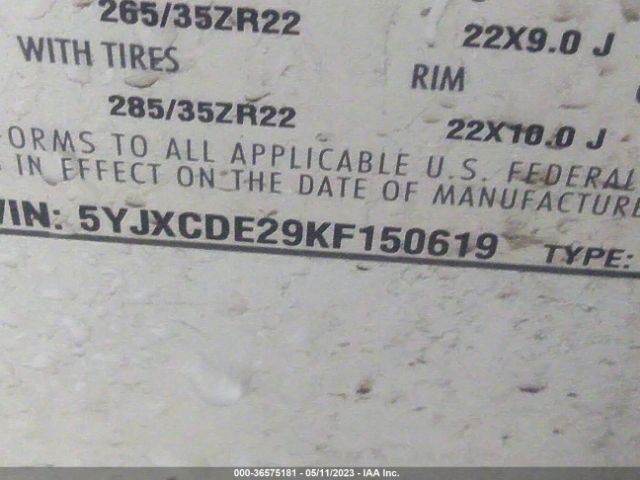 265/35ZR22
22X9.0 J
WITH TIRES
RIM
285/35ZR22
22X10.0 J
ORMS TO ALL APPLICABLE U.S. FEDERAL
IN EFFECT ON THE DATE OF MANUFACTURE
VIN: 5YJXCDE29KF150619 TYPE:
000-36575181 - 05/11/2023 - IAA Inc.